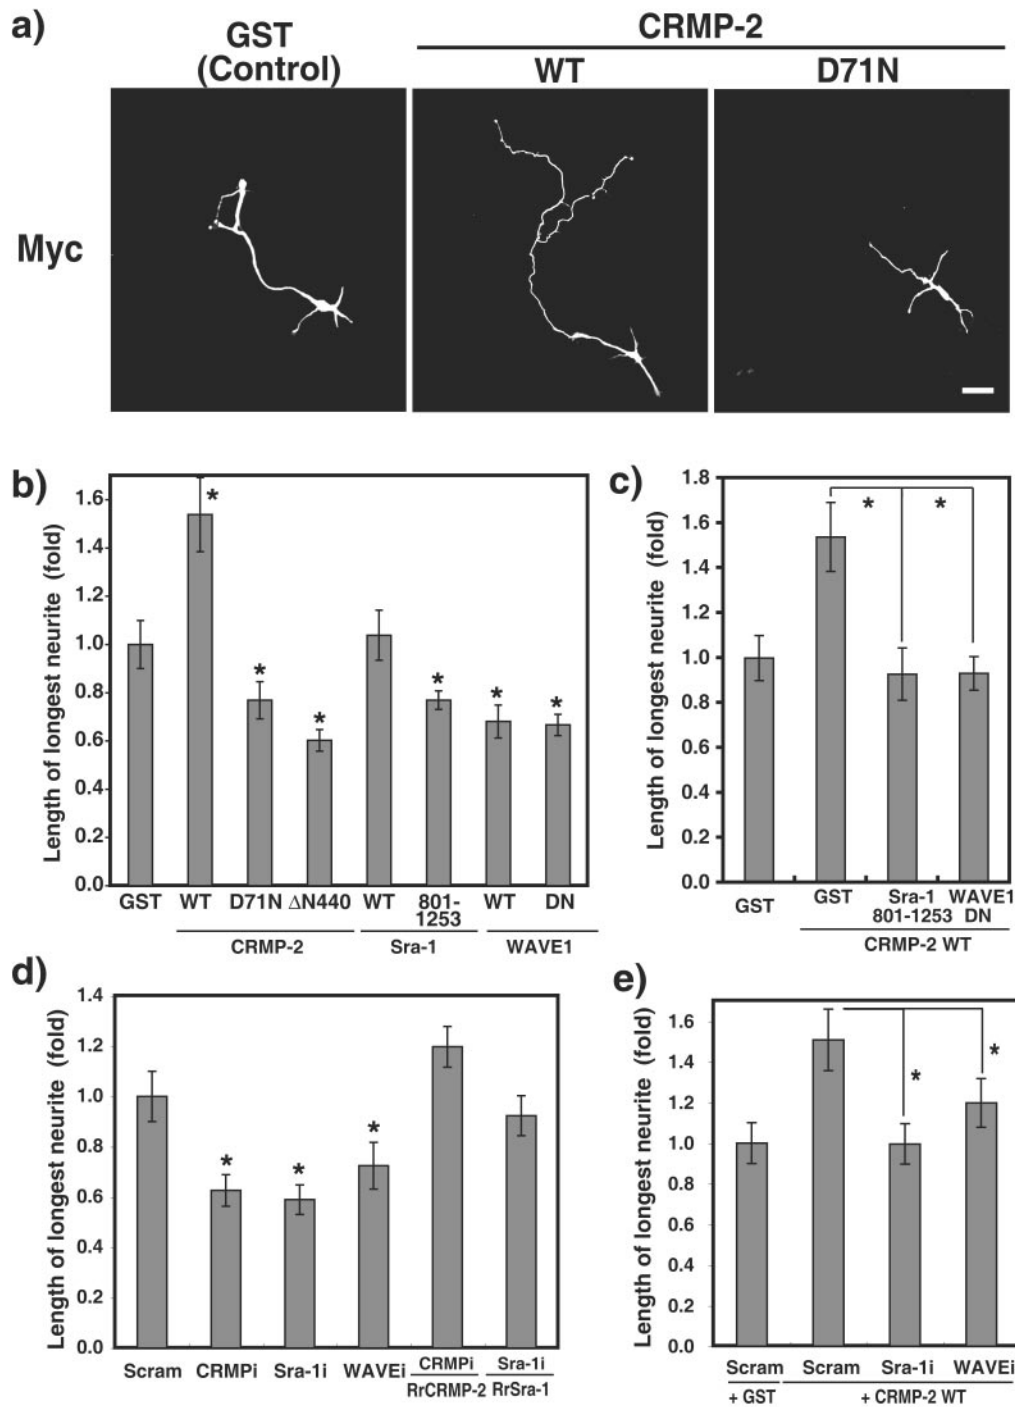 a)
GST
(Control)
CRMP-2
WT
D71N
Myc
b)
Length of longest neurite (fold)
1.6
1.4
1.2
1.0
0.8
0.6
0.4
0.2
0.0
*
*
*
*
*
*
GST WT D71N ΔN440 WT 801-1253 WT DN
CRMP-2 Sra-1 WAVE1
c)
Length of longest neurite (fold)
1.8
1.6
1.4
1.2
1.0
0.8
0.6
0.4
0.2
0.0
* *
GST GST Sra-1 801-1253 WAVE1 DN
CRMP-2 WT
d)
Length of longest neurite (fold)
1.4
1.2
1.0
0.8
0.6
0.4
0.2
0.0
*
*
*
Scram CRMPi Sra-1i WAVEi CRMPi Sra-1i
RrCRMP-2 RrSra-1
e)
Length of longest neurite (fold)
1.6
1.4
1.2
1.0
0.8
0.6
0.4
0.2
0.0
*
*
Scram Scram Sra-1i WAVEi
+ GST + CRMP-2 WT